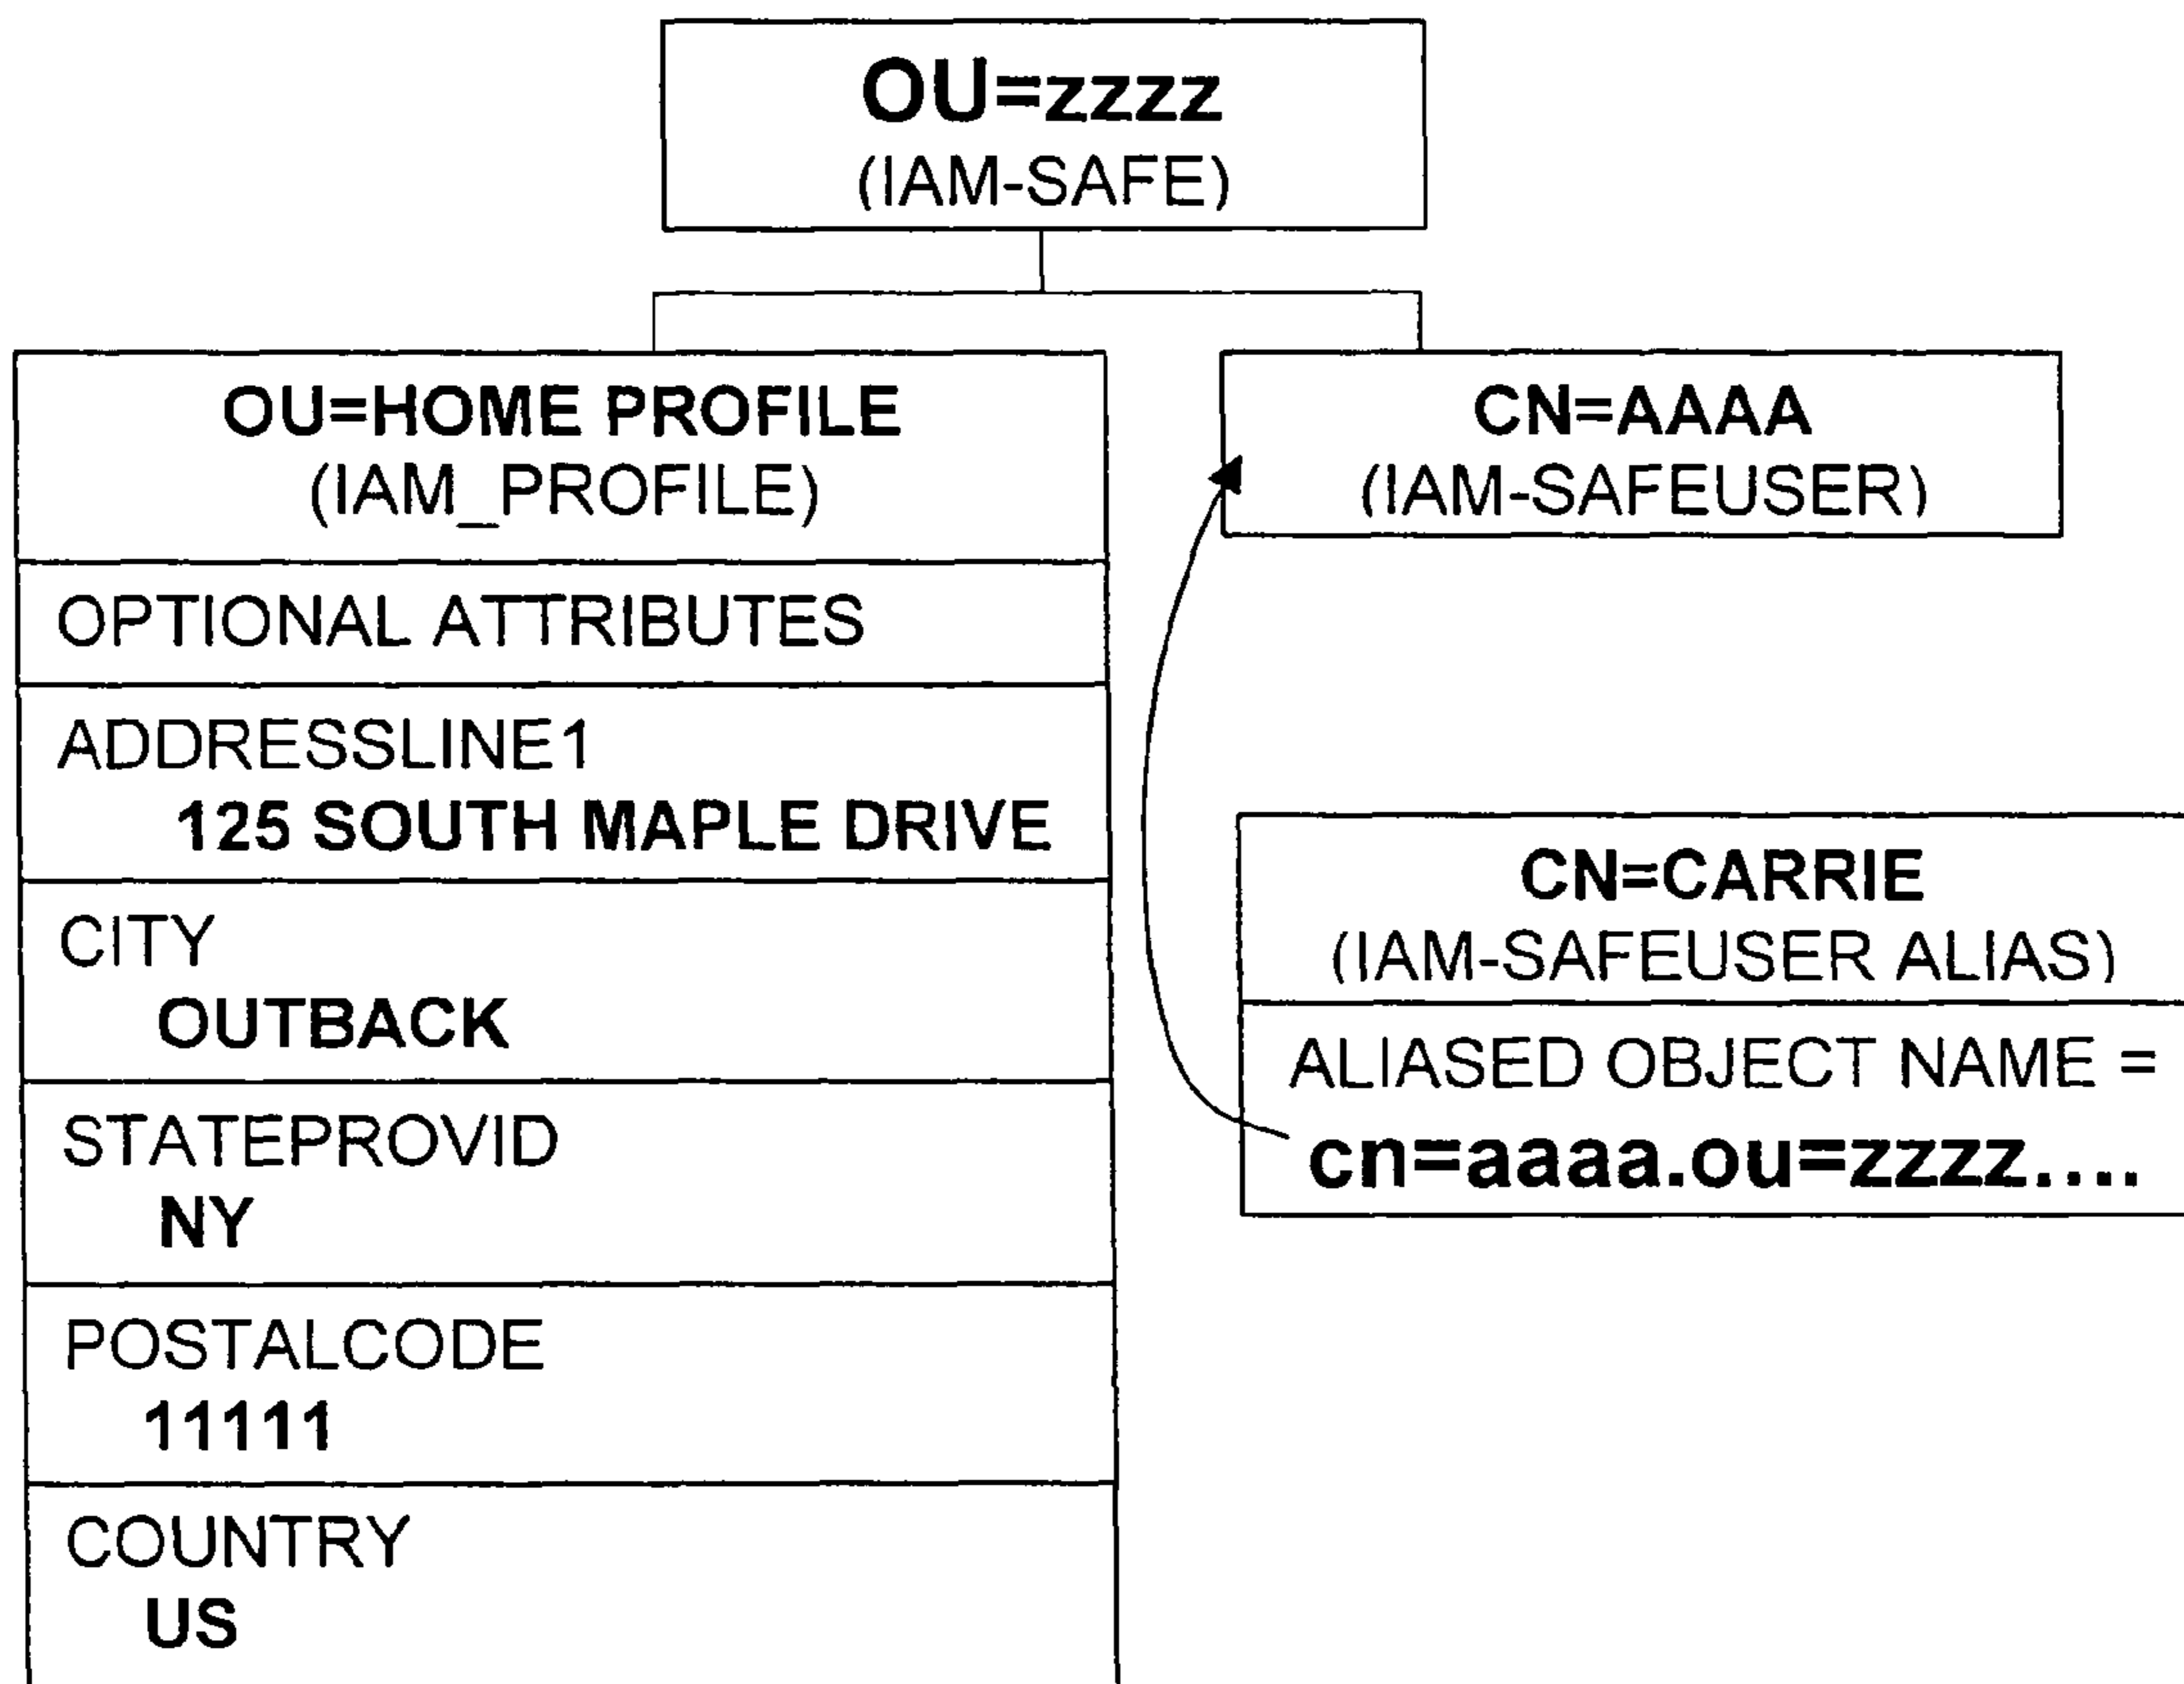 OU=zzzz
(IAM-SAFE)
OU=HOME PROFILE
(IAM_PROFILE)
OPTIONAL ATTRIBUTES
ADDRESSLINE1
125 SOUTH MAPLE DRIVE
CITY
OUTBACK
STATEPROVID
NY
POSTALCODE
11111
COUNTRY
US
CN=AAAA
(IAM-SAFEUSER)
CN=CARRIE
(IAM-SAFEUSER ALIAS)
ALIASED OBJECT NAME =
cn=aaaa.ou=zzzz....